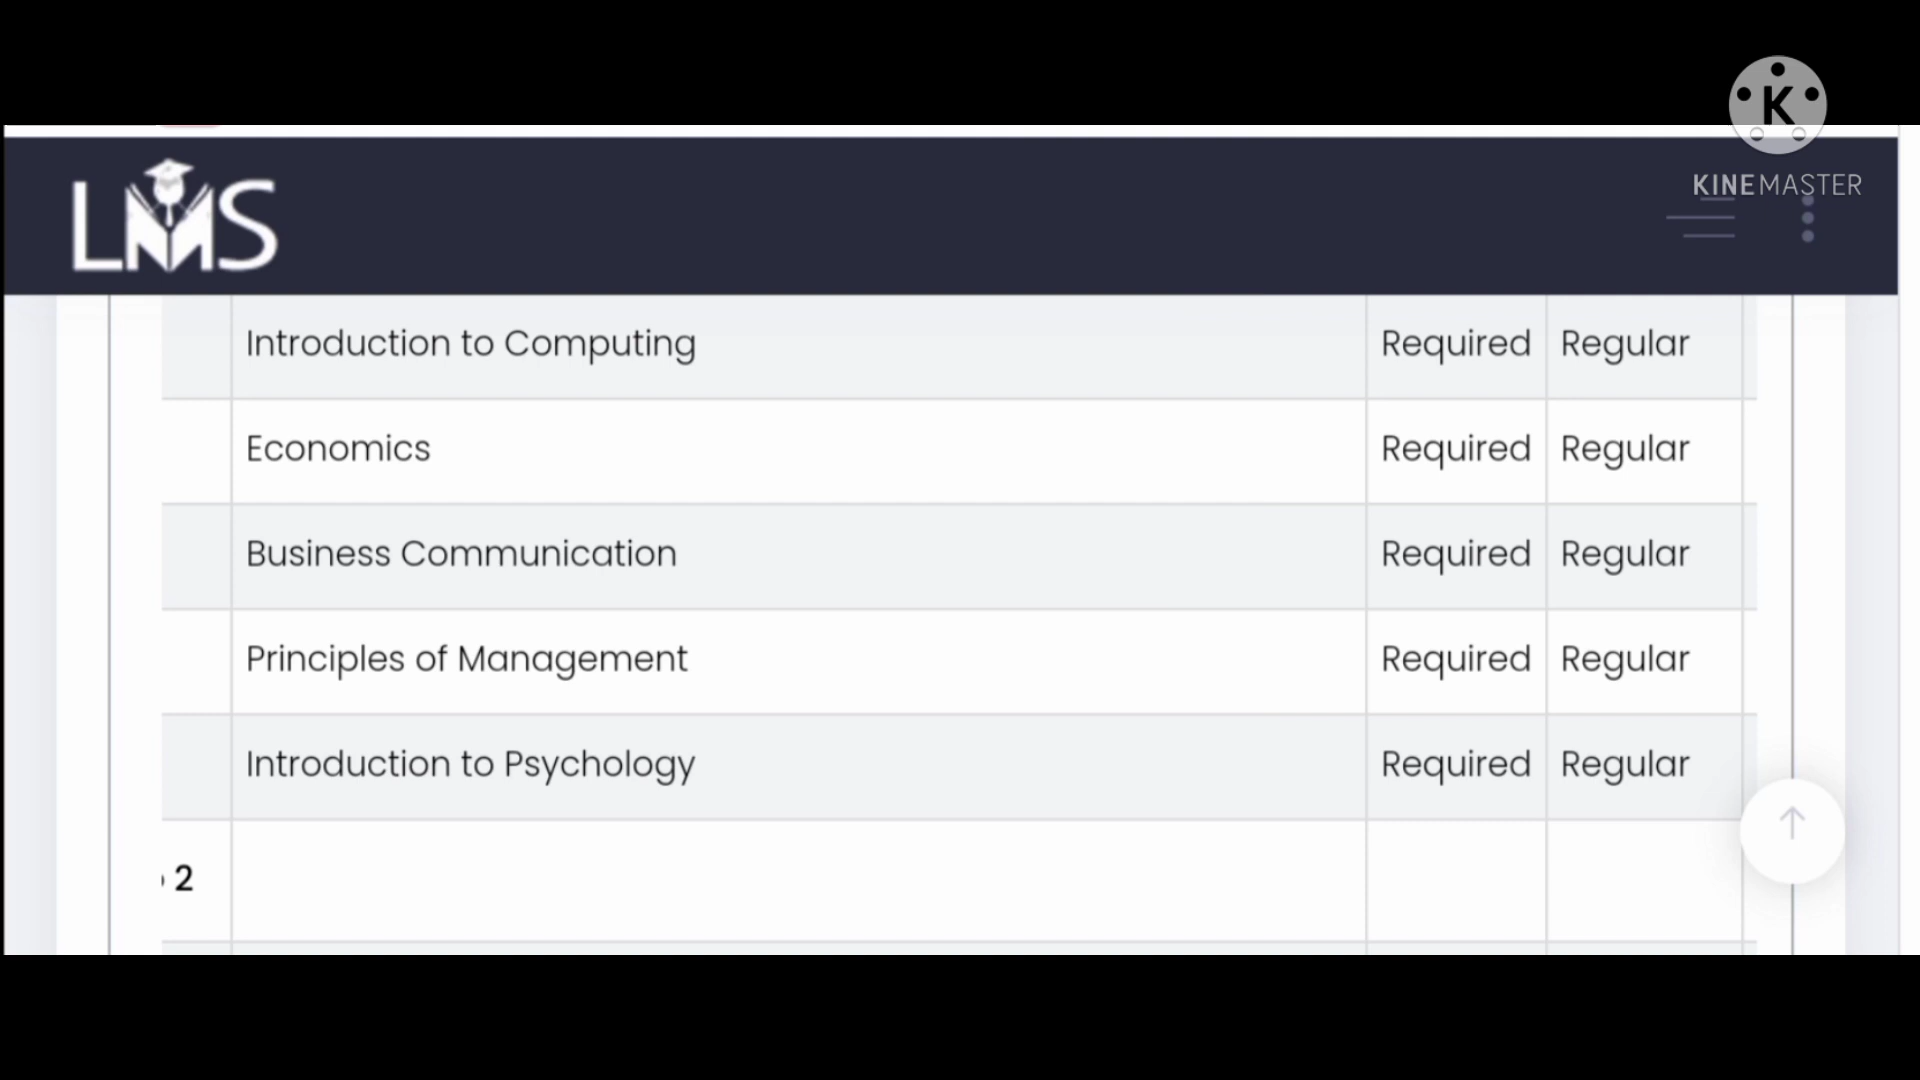 K
KINEMASTER
LMS
Introduction to Computing Required Regular
Economics Required Regular
Business Communication Required Regular
Principles of Management Required Regular
Introduction to Psychology Required Regular
2